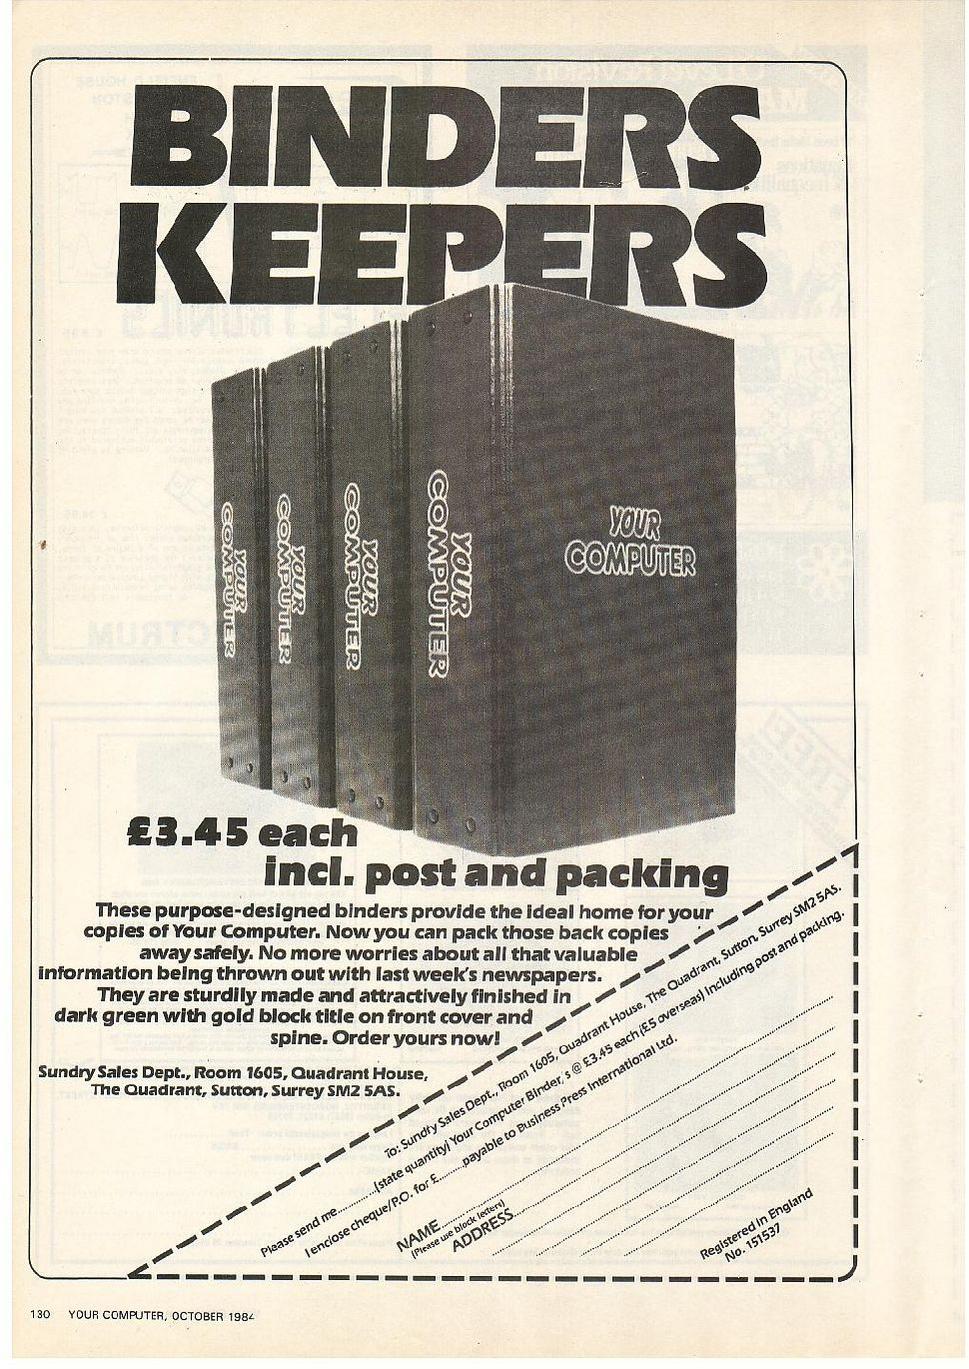 BINDERS
KEEPERS
YOUR
COMPUTER
YOUR
COMPUTER
YOUR
COMPUTER
YOUR
COMPUTER
YOUR
COMPUTER
£3.45 each
incl. post and packing
These purpose-designed binders provide the ideal home for your
copies of Your Computer. Now you can pack those back copies
away safely. No more worries about all that valuable
information being thrown out with last week's newspapers.
They are sturdily made and attractively finished in
dark green with gold block title on front cover and
spine. Order yours now!
Sundry Sales Dept., Room 1605, Quadrant House,
The Quadrant, Sutton, Surrey SM2 5AS.
To: Sundry Sales Dept., Room 1605, Quadrant House, The Quadrant, Sutton, Surrey SM2 5AS.
Please send me..........(state quantity) Your Computer Binder, s @ £3.45 each (£5 overseas) Including post and packing.
I enclose cheque/P.O. for £.......payable to Business Press International Ltd.
NAME
(Please use block letters)
ADDRESS
Registered in England
No. 151537
130 YOUR COMPUTER, OCTOBER 1984